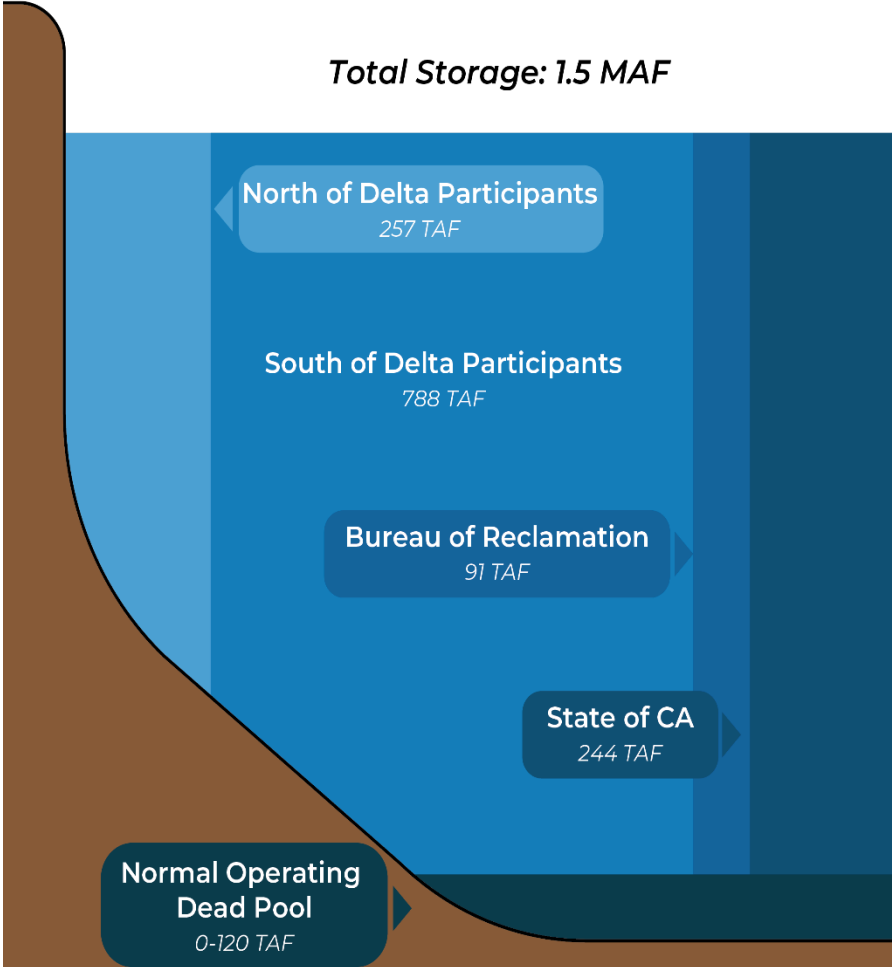 Total Storage: 1.5 MAF
North of Delta Participants
257 TAF
South of Delta Participants
788 TAF
Bureau of Reclamation
91 TAF
State of CA
244 TAF
Normal Operating
Dead Pool
0-120 TAF